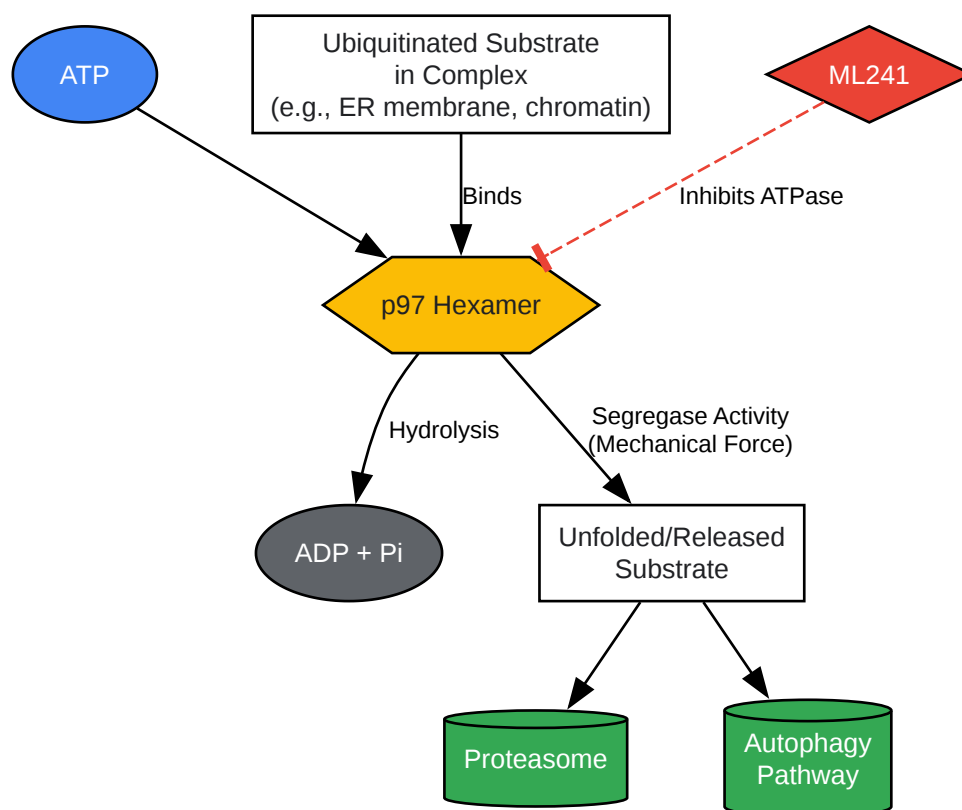 ATP
Ubiquitinated Substrate
in Complex
(e.g., ER membrane, chromatin)
ML241
Binds
Inhibits ATPase
p97 Hexamer
Hydrolysis
Segregase Activity
(Mechanical Force)
ADP + Pi
Unfolded/Released
Substrate
Proteasome
Autophagy
Pathway